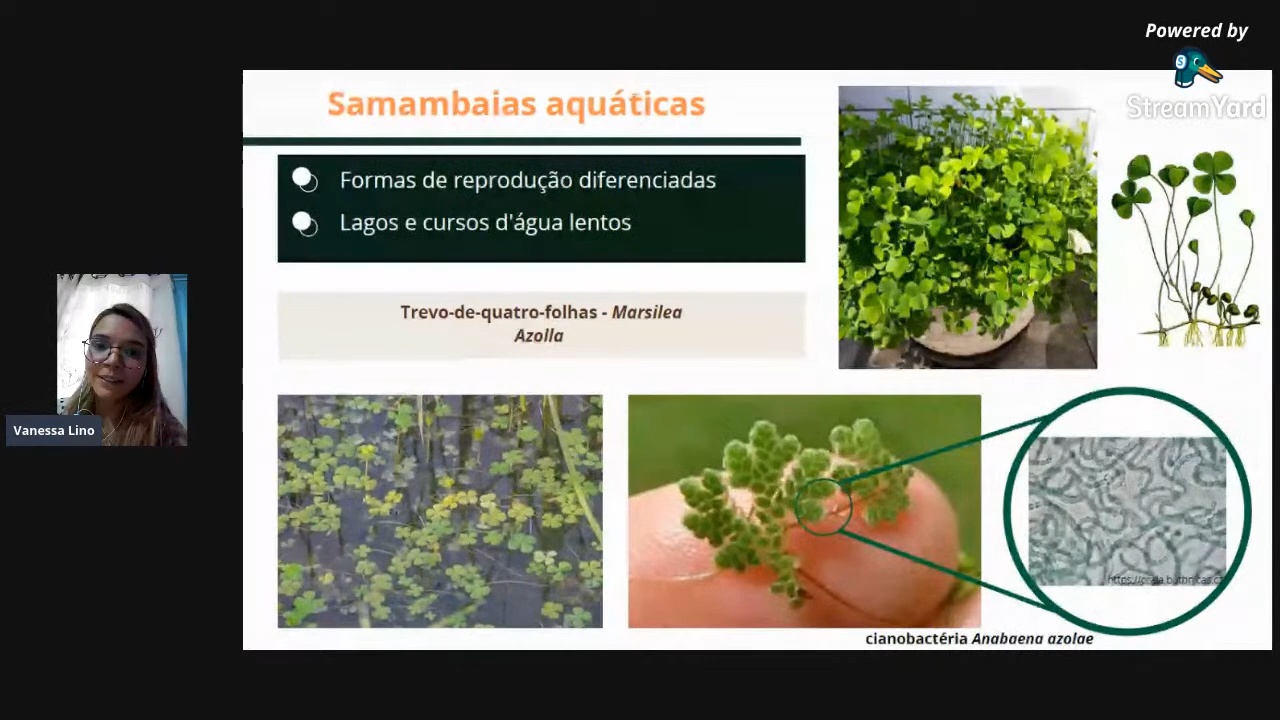 Powered by
StreamYard
Samambaias aquáticas
Formas de reprodução diferenciadas
Lagos e cursos d'água lentos
Trevo-de-quatro-folhas - Marsilea
Azolla
Vanessa Lino
cianobactéria Anabaena azolae